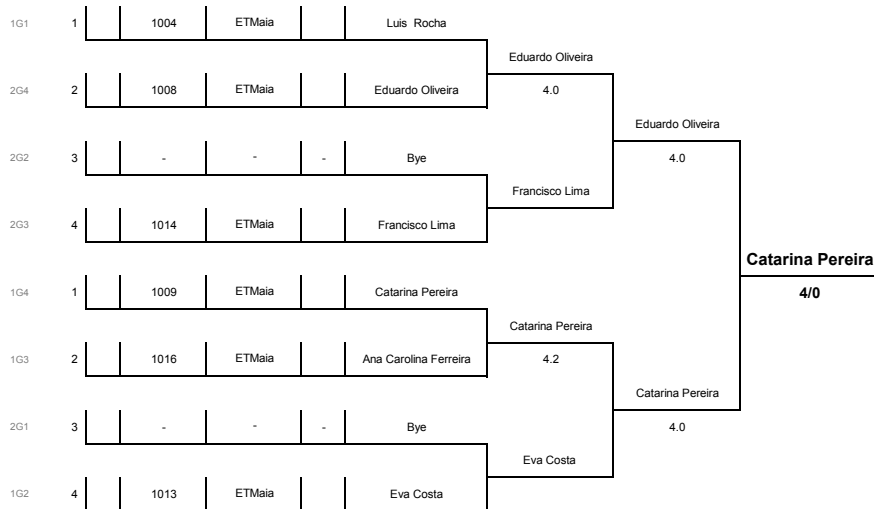 1G1 1 1004 ETMaia Luis Rocha
Eduardo Oliveira
2G4 2 1008 ETMaia Eduardo Oliveira 4.0
Eduardo Oliveira
2G2 3 - - - Bye 4.0
Francisco Lima
2G3 4 1014 ETMaia Francisco Lima
Catarina Pereira
1G4 1 1009 ETMaia Catarina Pereira 4/0
Catarina Pereira
1G3 2 1016 ETMaia Ana Carolina Ferreira 4.2
Catarina Pereira
2G1 3 - - - Bye 4.0
Eva Costa
1G2 4 1013 ETMaia Eva Costa